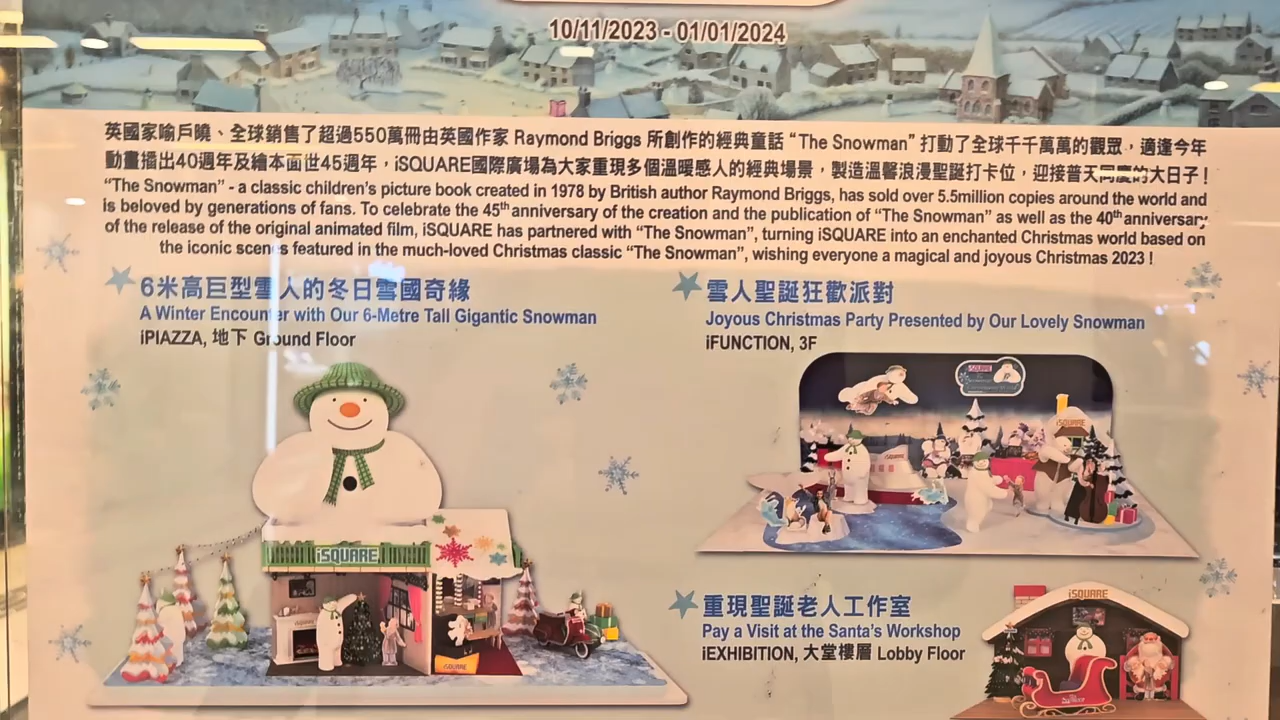 10/11/2023 - 01/01/2024
英國家喻戶曉、全球銷售了超過550萬冊由英國作家 Raymond Briggs 所創作的經典童話 “The Snowman” 打動了全球千千萬萬的觀眾，適逢今年
動畫播出40週年及繪本面世45週年，iSQUARE國際廣場為大家重現多個溫暖感人的經典場景，製造溫馨浪漫聖誕打卡位，迎接普天同慶的大日子！
“The Snowman” - a classic children’s picture book created in 1978 by British author Raymond Briggs, has sold over 5.5million copies around the world and
is beloved by generations of fans. To celebrate the 45th anniversary of the creation and the publication of “The Snowman” as well as the 40th anniversary
of the release of the original animated film, iSQUARE has partnered with “The Snowman”, turning iSQUARE into an enchanted Christmas world based on
the iconic scenes featured in the much-loved Christmas classic “The Snowman”, wishing everyone a magical and joyous Christmas 2023 !
6米高巨型雪人的冬日雪國奇緣
A Winter Encounter with Our 6-Metre Tall Gigantic Snowman
iPIAZZA, 地下 Ground Floor
iSQUARE
iSQUARE
雪人聖誕狂歡派對
Joyous Christmas Party Presented by Our Lovely Snowman
iFUNCTION, 3F
iSQUARE
iSQUARE
iSQUARE
重現聖誕老人工作室
Pay a Visit at the Santa’s Workshop
iEXHIBITION, 大堂樓層 Lobby Floor
iSQUARE